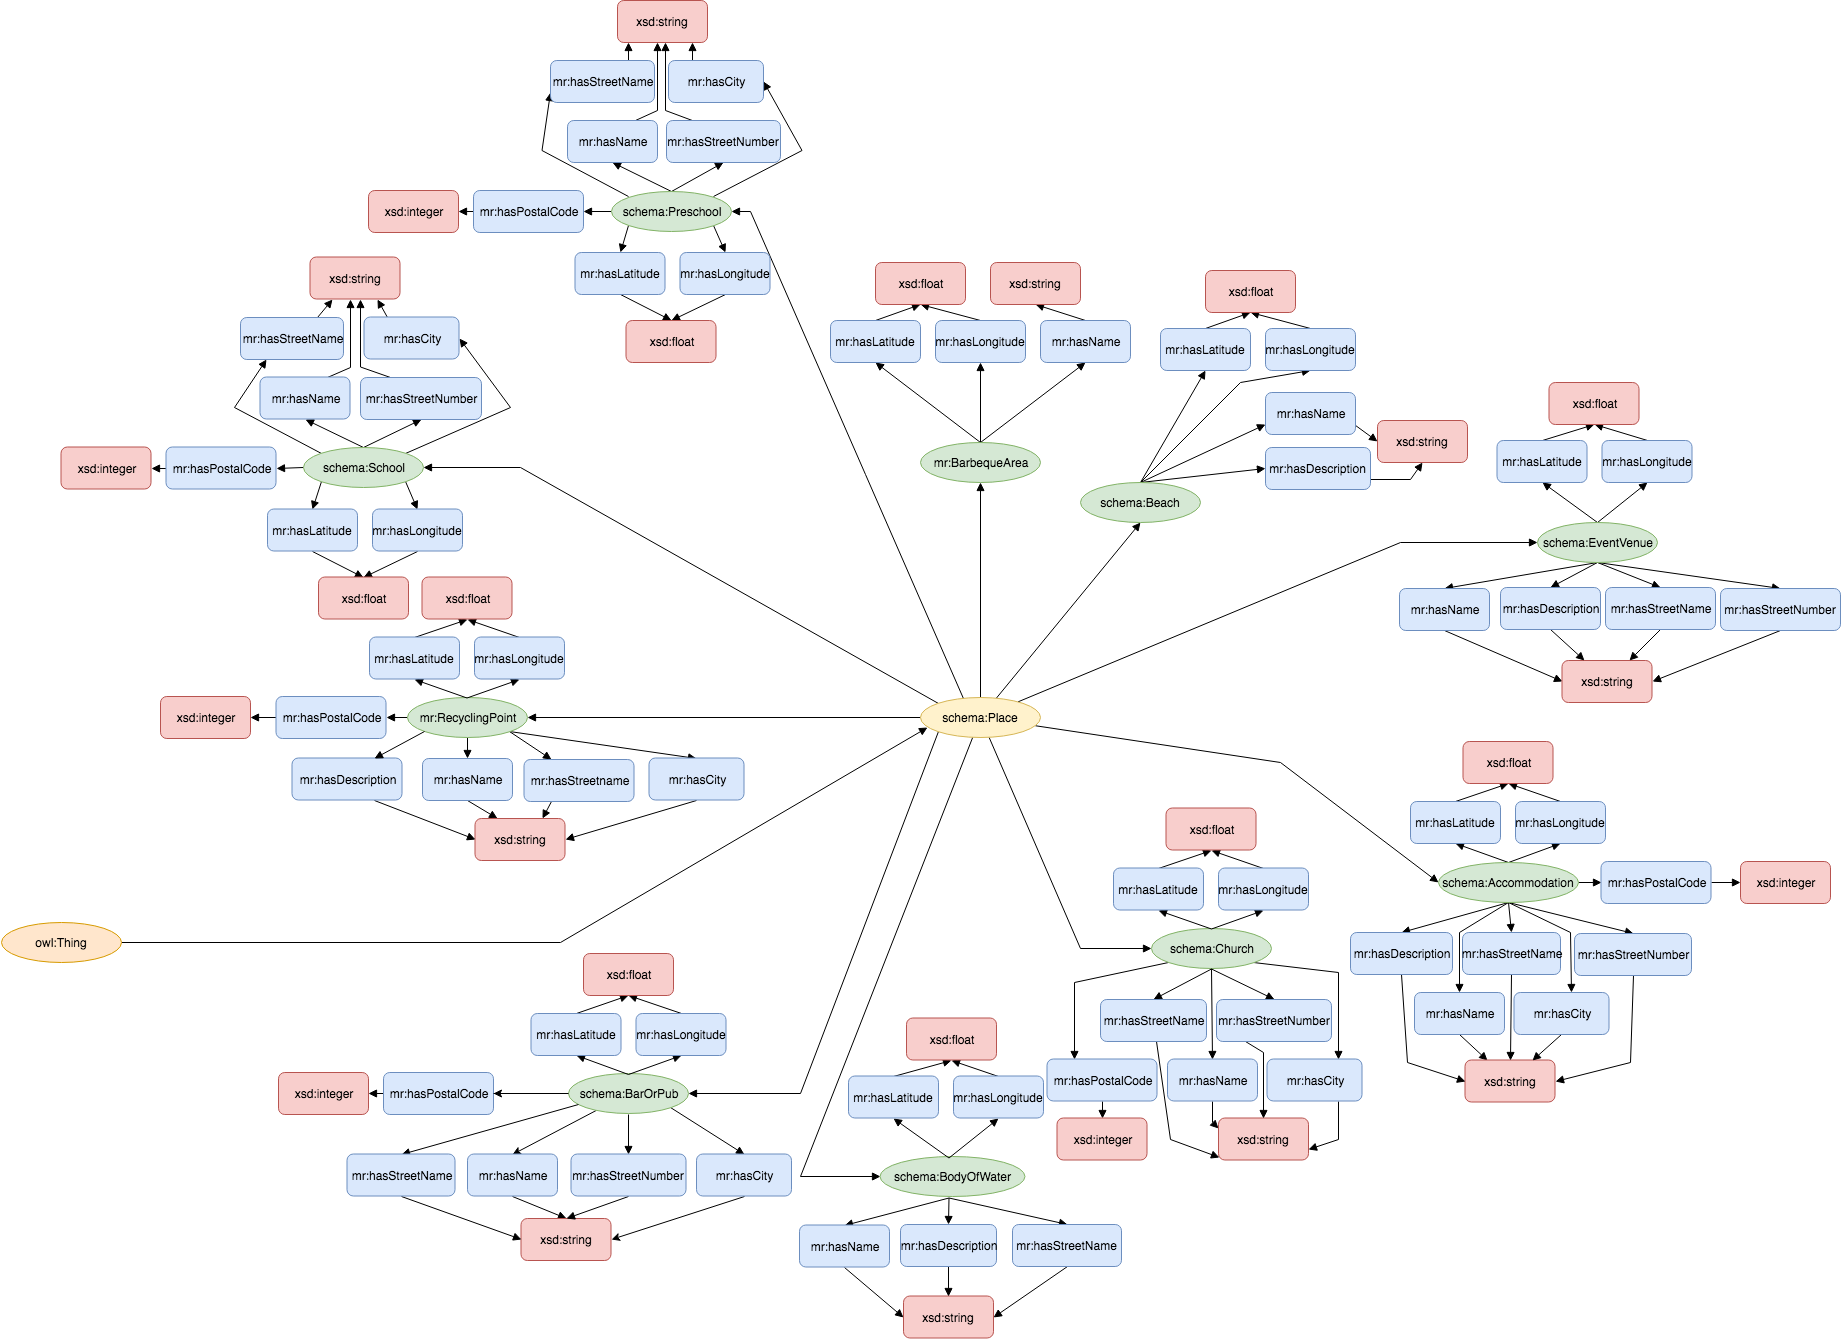 xsd:string
mr:hasStreetName
mr:hasCity
mr:hasName
mr:hasStreetNumber
xsd:integer
mr:hasPostalCode
schema:Preschool
mr:hasLatitude
mr:hasLongitude
xsd:float
xsd:string
mr:hasStreetName
mr:hasCity
mr:hasName
mr:hasStreetNumber
xsd:integer
mr:hasPostalCode
schema:School
mr:hasLatitude
mr:hasLongitude
xsd:float
xsd:float
xsd:string
mr:hasLatitude
mr:hasLongitude
mr:hasName
mr:BarbequeArea
xsd:float
mr:hasLatitude
mr:hasLongitude
mr:hasName
xsd:string
mr:hasDescription
schema:Beach
xsd:float
mr:hasLatitude
mr:hasLongitude
schema:EventVenue
mr:hasName
mr:hasDescription
mr:hasStreetName
mr:hasStreetNumber
xsd:string
xsd:float
mr:hasLatitude
mr:hasLongitude
xsd:integer
mr:hasPostalCode
mr:RecyclingPoint
mr:hasDescription
mr:hasName
mr:hasStreetname
mr:hasCity
xsd:string
schema:Place
owl:Thing
xsd:float
mr:hasLatitude
mr:hasLongitude
schema:Accommodation
mr:hasPostalCode
xsd:integer
mr:hasDescription
mr:hasStreetName
mr:hasStreetNumber
mr:hasName
mr:hasCity
xsd:string
xsd:float
mr:hasLatitude
mr:hasLongitude
schema:Church
mr:hasStreetName
mr:hasStreetNumber
mr:hasPostalCode
mr:hasName
mr:hasCity
xsd:integer
xsd:string
xsd:float
mr:hasLatitude
mr:hasLongitude
xsd:integer
mr:hasPostalCode
schema:BarOrPub
mr:hasStreetName
mr:hasName
mr:hasStreetNumber
mr:hasCity
xsd:string
xsd:float
mr:hasLatitude
mr:hasLongitude
schema:BodyOfWater
mr:hasName
mr:hasDescription
mr:hasStreetName
xsd:string